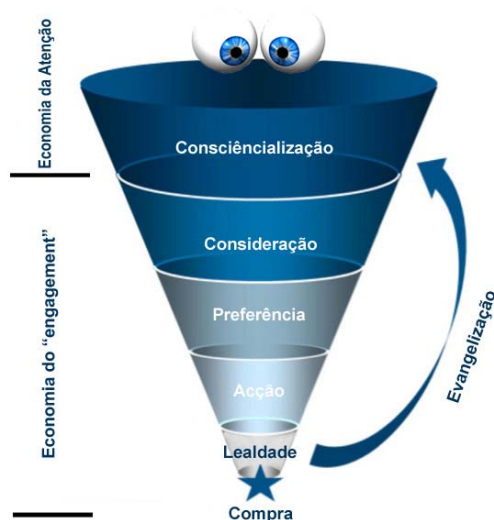 Economia da Atenção
Consciêncialização
Consideração
Preferência
Acção
Lealdade
Compra
Economia do "engagement"
Evangelização